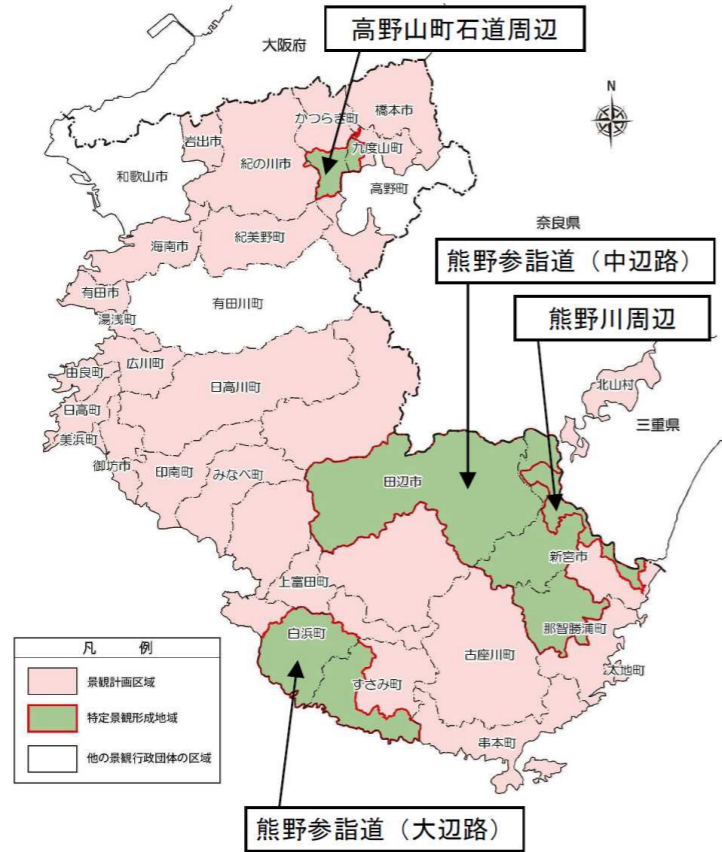 高野山町石道周辺
大阪府
N
橋本市
かつらぎ町
岩出市
九度山町
紀の川市
和歌山市
高野町
奈良県
紀美野町
海南市
熊野参詣道（中辺路）
有田市
有田川町
熊野川周辺
湯浅町
広川町
由良町
北山村
日高川町
日高町
三重県
美浜町
御坊市
印南町
みなべ町
田辺市
新宮市
上富田町
白浜町
那智勝浦町
古座川町
太地町
すさみ町
串本町
凡 例
景観計画区域
特定景観形成地域
他の景観行政団体の区域
熊野参詣道（大辺路）